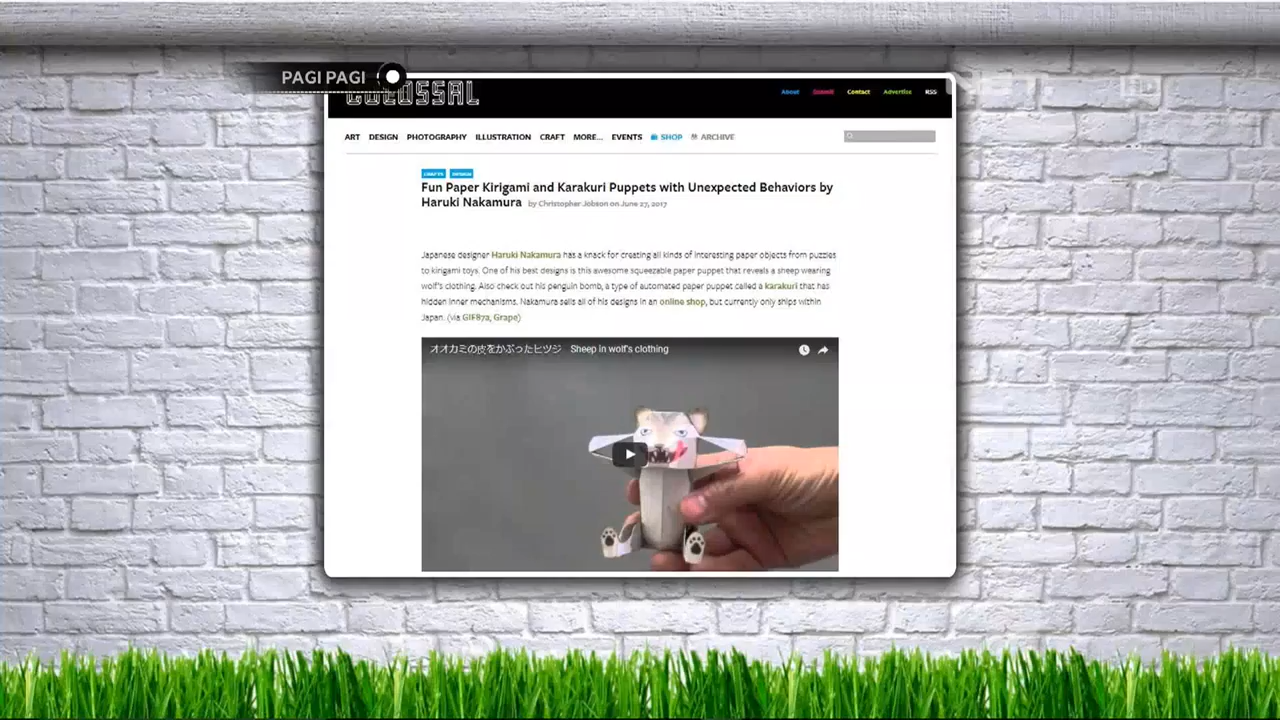 PAGI PAGI
COLOSSAL
About Submit Contact Advertise RSS
ART DESIGN PHOTOGRAPHY ILLUSTRATION CRAFT MORE... EVENTS SHOP ARCHIVE
CRAFTS DESIGN
Fun Paper Kirigami and Karakuri Puppets with Unexpected Behaviors by
Haruki Nakamura by Christopher Jobson on June 27, 2017
Japanese designer Haruki Nakamura has a knack for creating all kinds of interesting paper objects from puzzles
to kirigami toys. One of his best designs is this awesome squeezable paper puppet that reveals a sheep wearing
wolf's clothing. Also check out his penguin bomb, a type of automated paper puppet called a karakuri that has
hidden inner mechanisms. Nakamura sells all of his designs in an online shop, but currently only ships within
Japan. (via GIF87a, Grape)
オオカミの皮をかぶったヒツジ Sheep in wolf's clothing